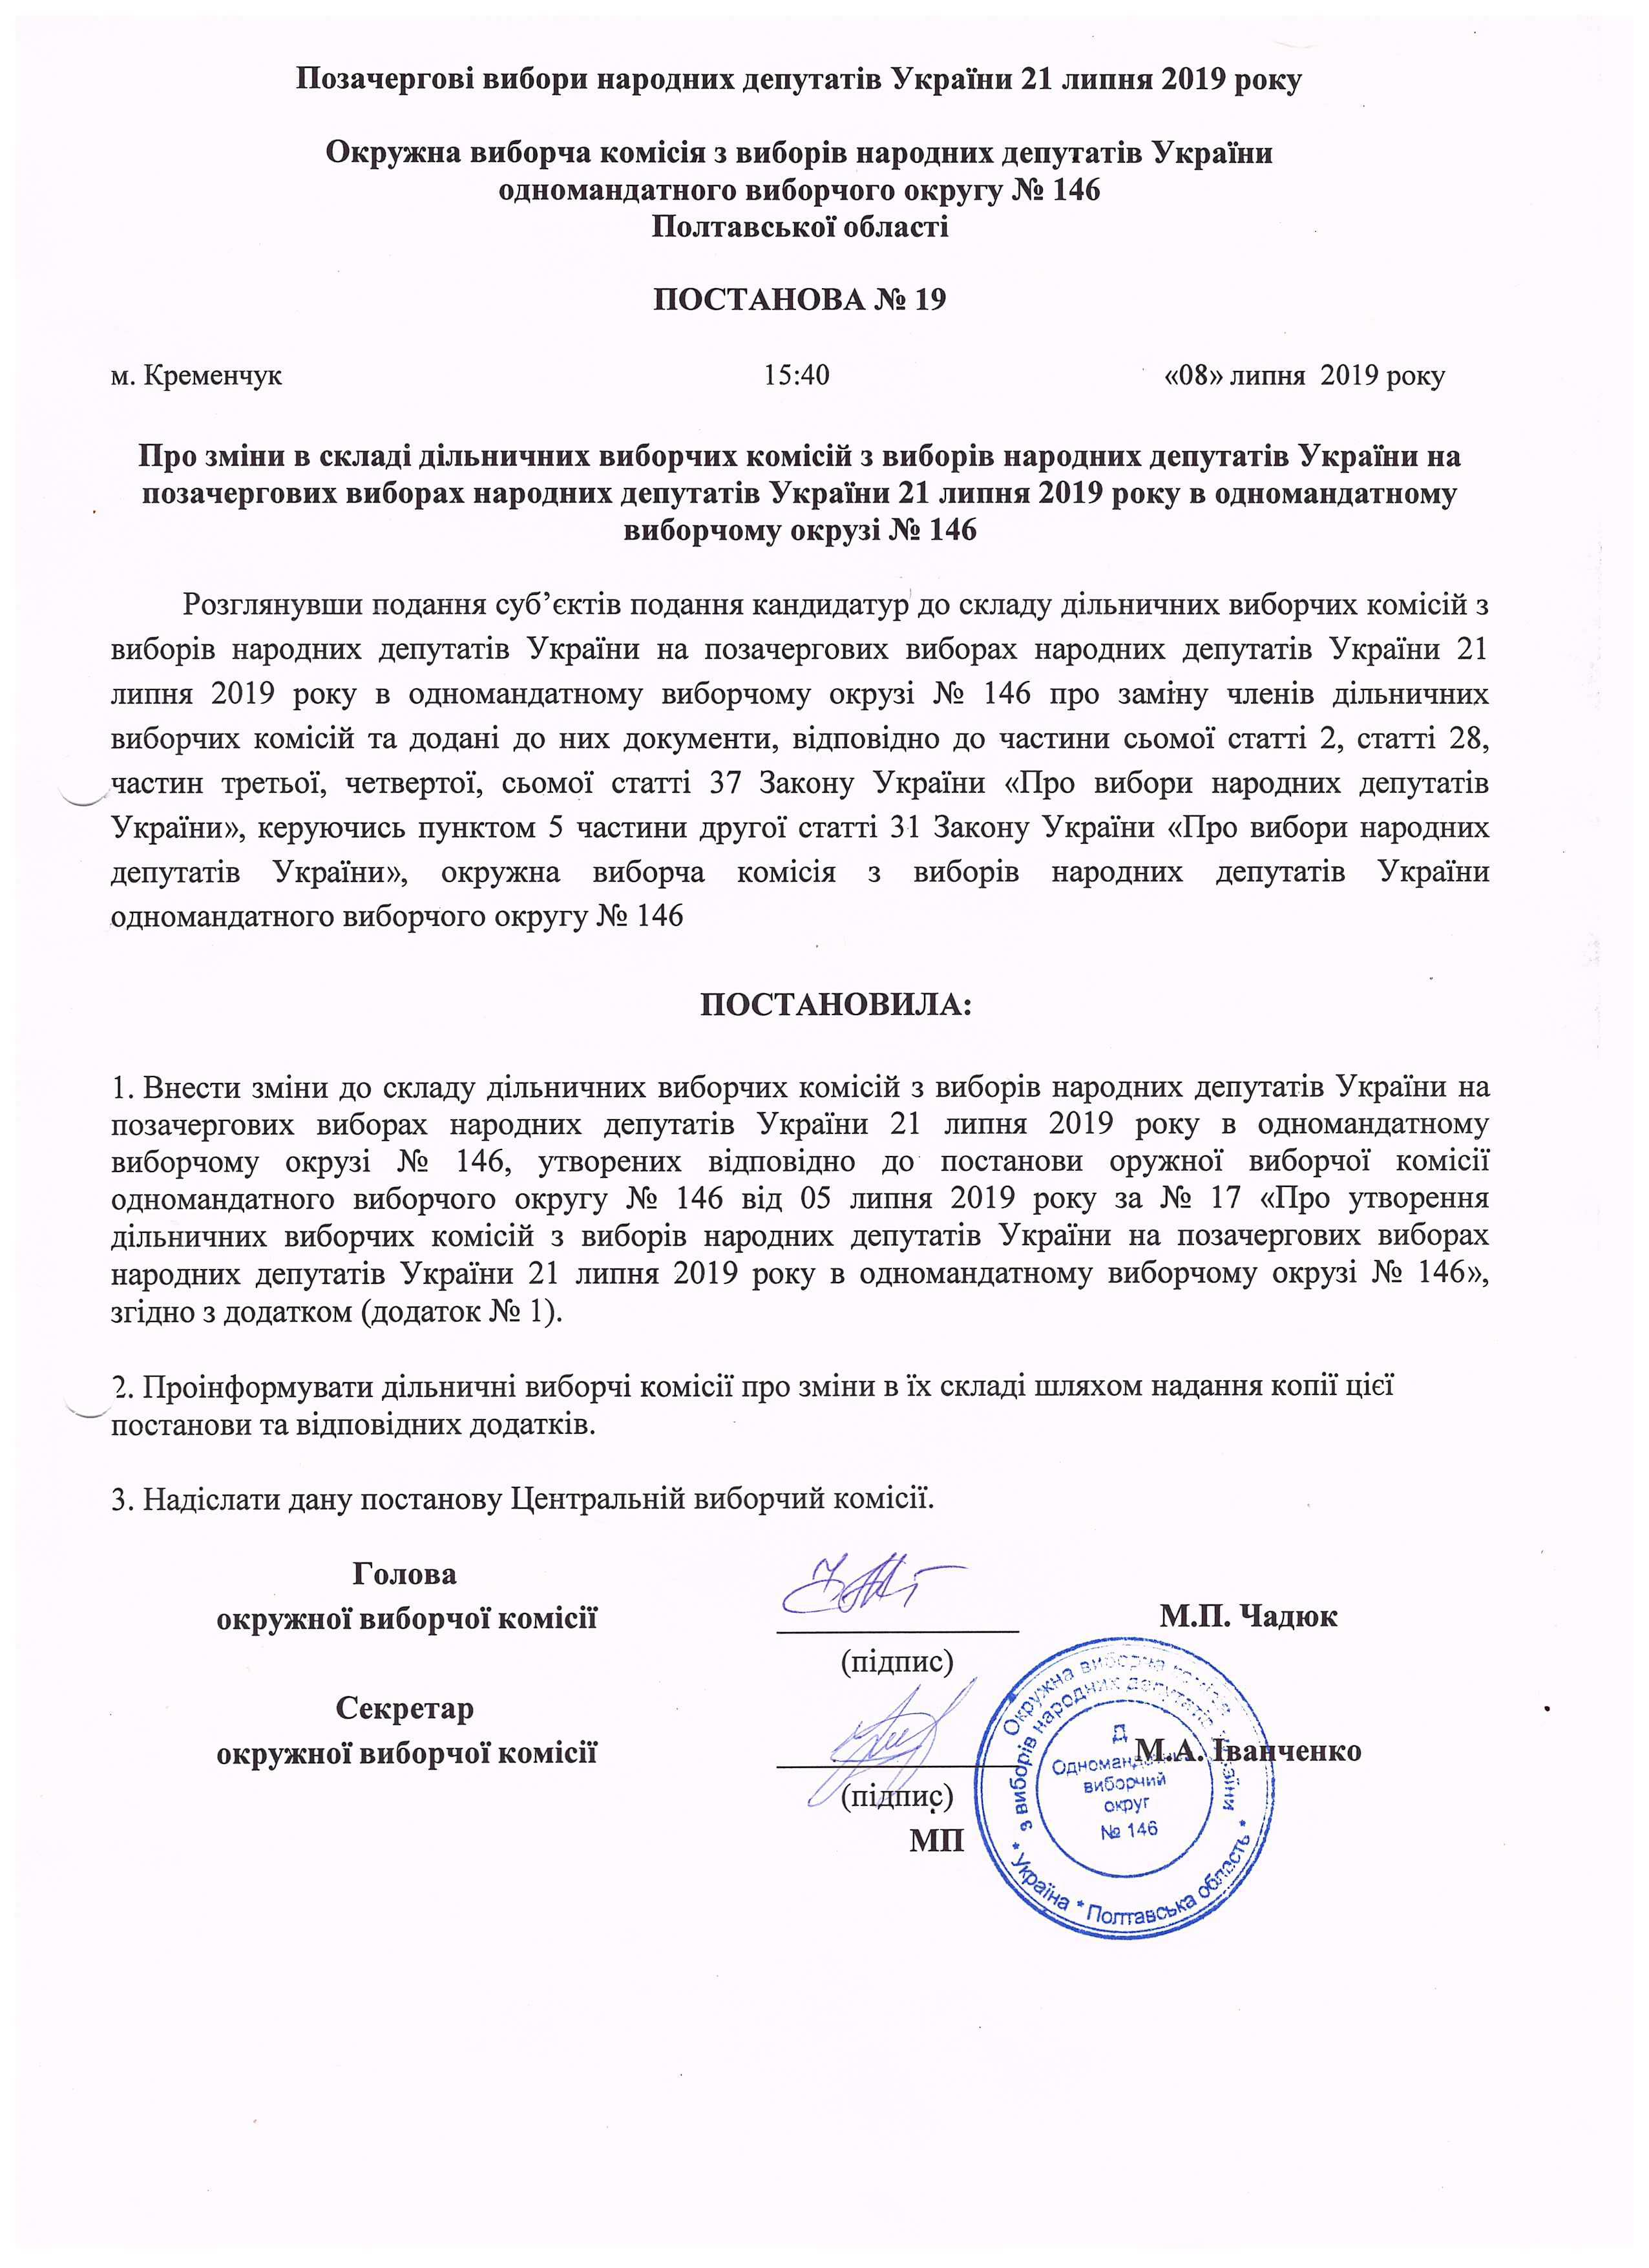 Позачергові вибори народних депутатів України 21 липня 2019 року
Окружна виборча комісія з виборів народних депутатів України
одномандатного виборчого округу № 146
Полтавської області
ПОСТАНОВА № 19
м. Кременчук 15:40 «08» липня 2019 року
Про зміни в складі дільничних виборчих комісій з виборів народних депутатів України на
позачергових виборах народних депутатів України 21 липня 2019 року в одномандатному
виборчому окрузі № 146
Розглянувши подання суб’єктів подання кандидатур до складу дільничних виборчих комісій з
виборів народних депутатів України на позачергових виборах народних депутатів України 21
липня 2019 року в одномандатному виборчому окрузі № 146 про заміну членів дільничних
виборчих комісій та додані до них документи, відповідно до частини сьомої статті 2, статті 28,
частин третьої, четвертої, сьомої статті 37 Закону України «Про вибори народних депутатів
України», керуючись пунктом 5 частини другої статті 31 Закону України «Про вибори народних
депутатів України», окружна виборча комісія з виборів народних депутатів України
одномандатного виборчого округу № 146
ПОСТАНОВИЛА:
1. Внести зміни до складу дільничних виборчих комісій з виборів народних депутатів України на
позачергових виборах народних депутатів України 21 липня 2019 року в одномандатному
виборчому окрузі № 146, утворених відповідно до постанови оружної виборчої комісії
одномандатного виборчого округу № 146 від 05 липня 2019 року за № 17 «Про утворення
дільничних виборчих комісій з виборів народних депутатів України на позачергових виборах
народних депутатів України 21 липня 2019 року в одномандатному виборчому окрузі № 146»,
згідно з додатком (додаток № 1).
2. Проінформувати дільничні виборчі комісії про зміни в їх складі шляхом надання копії цієї
постанови та відповідних додатків.
3. Надіслати дану постанову Центральній виборчий комісії.
Голова
окружної виборчої комісії М.П. Чадюк
(підпис)
Секретар
окружної виборчої комісії М.А. Іванченко
(підпис)
МП
Окружна виборча комісія
з виборів народних депутатів України
* Україна * Полтавська область *
Д
Одномандатний
виборчий
округ
№ 146